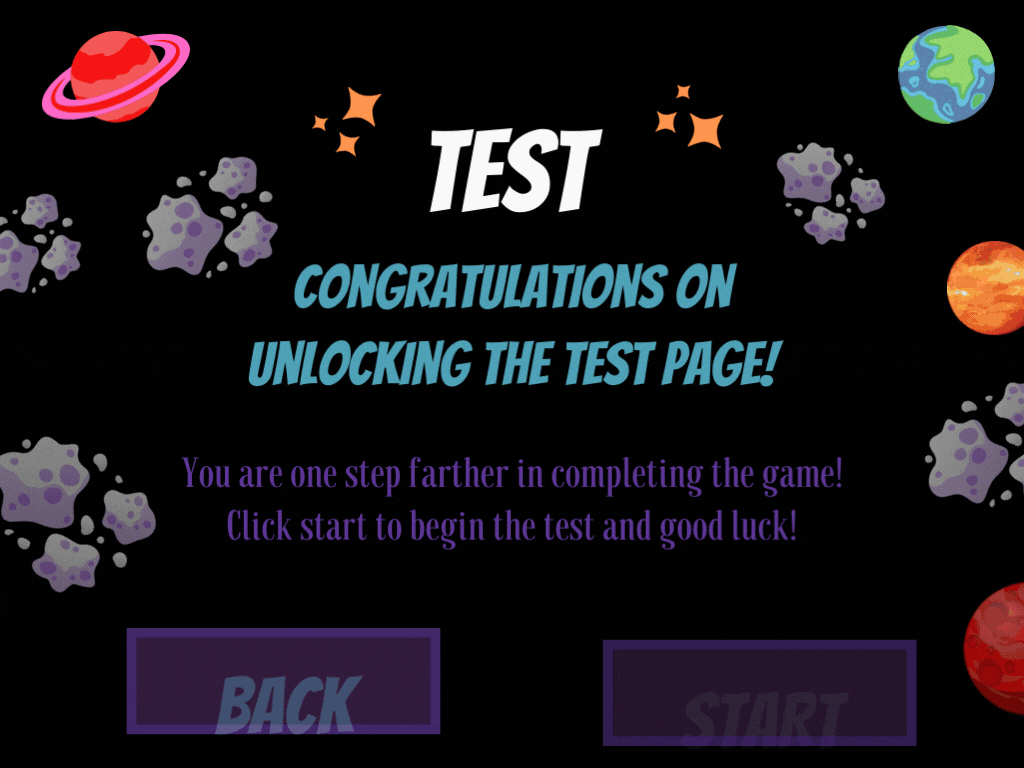 TEST
CONGRATULATIONS ON
UNLOCKING THE TEST PAGE!
You are one step farther in completing the game!
Click start to begin the test and good luck!
BACK
START